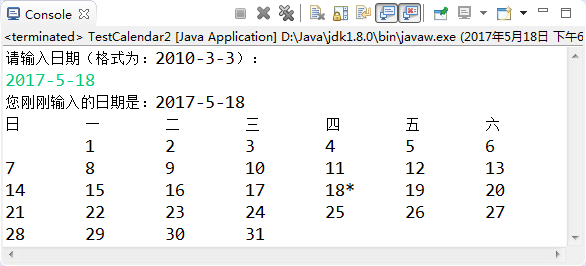 Console
<terminated> TestCalendar2 [Java Application] D:\Java\jdk1.8.0\bin\javaw.exe (2017年5月18日 下午6
请输入日期（格式为：2010-3-3）：
2017-5-18
您刚刚输入的日期是：2017-5-18
日 一 二 三 四 五 六
1 2 3 4 5 6
7 8 9 10 11 12 13
14 15 16 17 18* 19 20
21 22 23 24 25 26 27
28 29 30 31